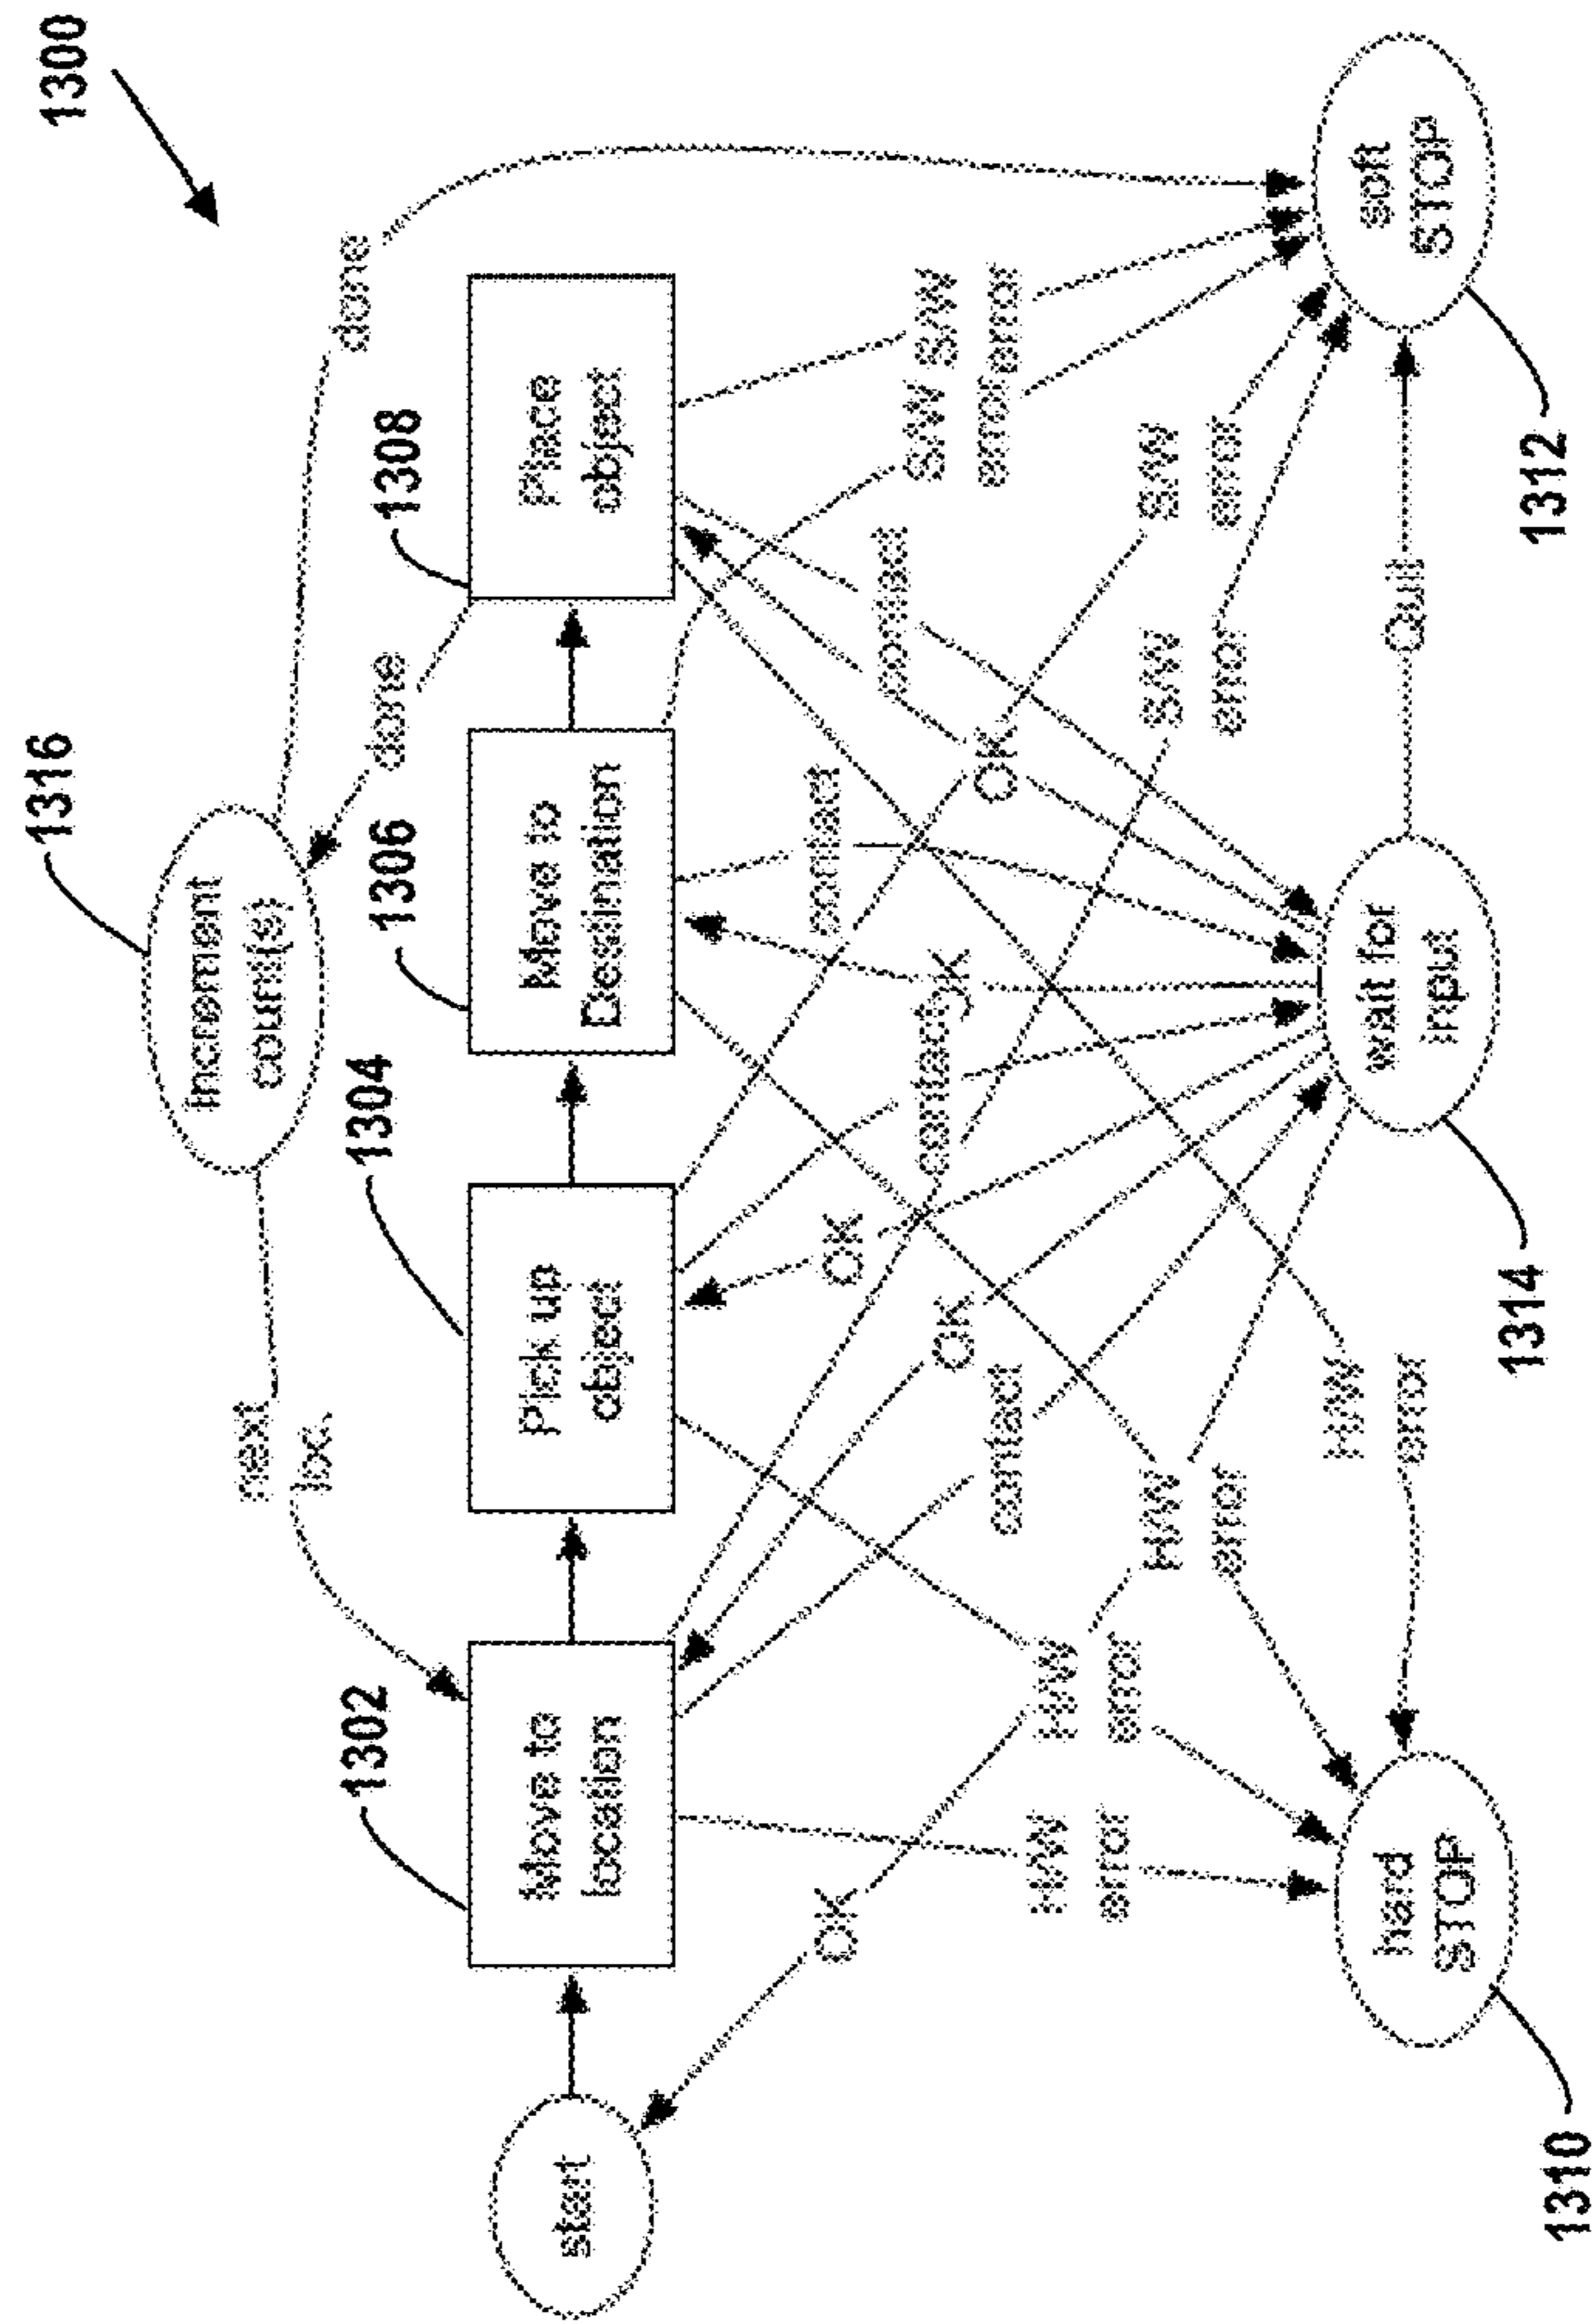 1300
1316
increment
count(s)
next
loc.
done
done
1302
1304
1306
1308
start
Move to
location
Pick up
object
Move to
Destination
Place
object
OK
OK
contact
OK
contact
contact
OK
contact
S/W
error
S/W
error
S/W
error
S/W
error
H/W
error
H/W
error
H/W
error
H/W
error
Quit
hard
STOP
wait for
input
soft
STOP
1310
1314
1312